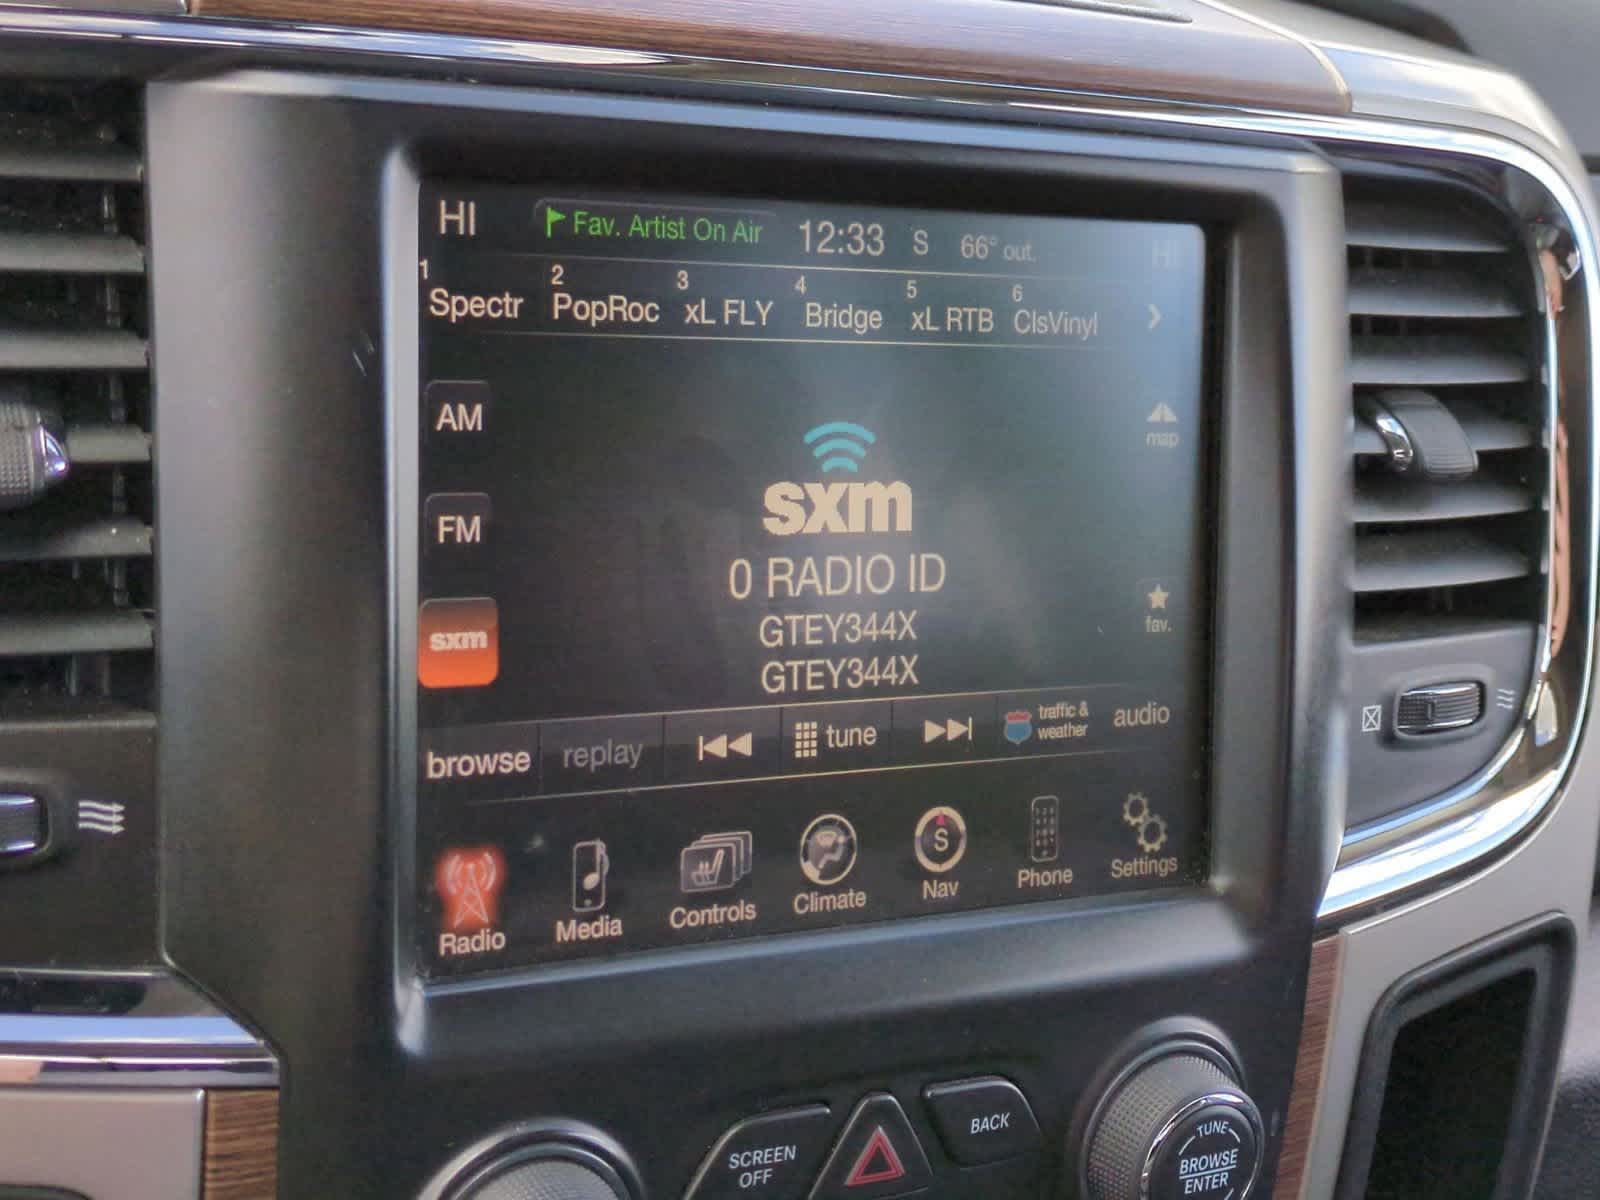 HI Fav. Artist On Air 12:33 S 66° out. HI
1 2 3 4 5 6
Spectr PopRoc xL FLY Bridge xL RTB ClsVinyl
AM
map
FM
sxm
0 RADIO ID
GTEY344X
GTEY344X
fav.
sxm
browse replay tune traffic & weather audio
S
Radio Media Controls Climate Nav Phone Settings
SCREEN
OFF
BACK
TUNE
BROWSE
ENTER